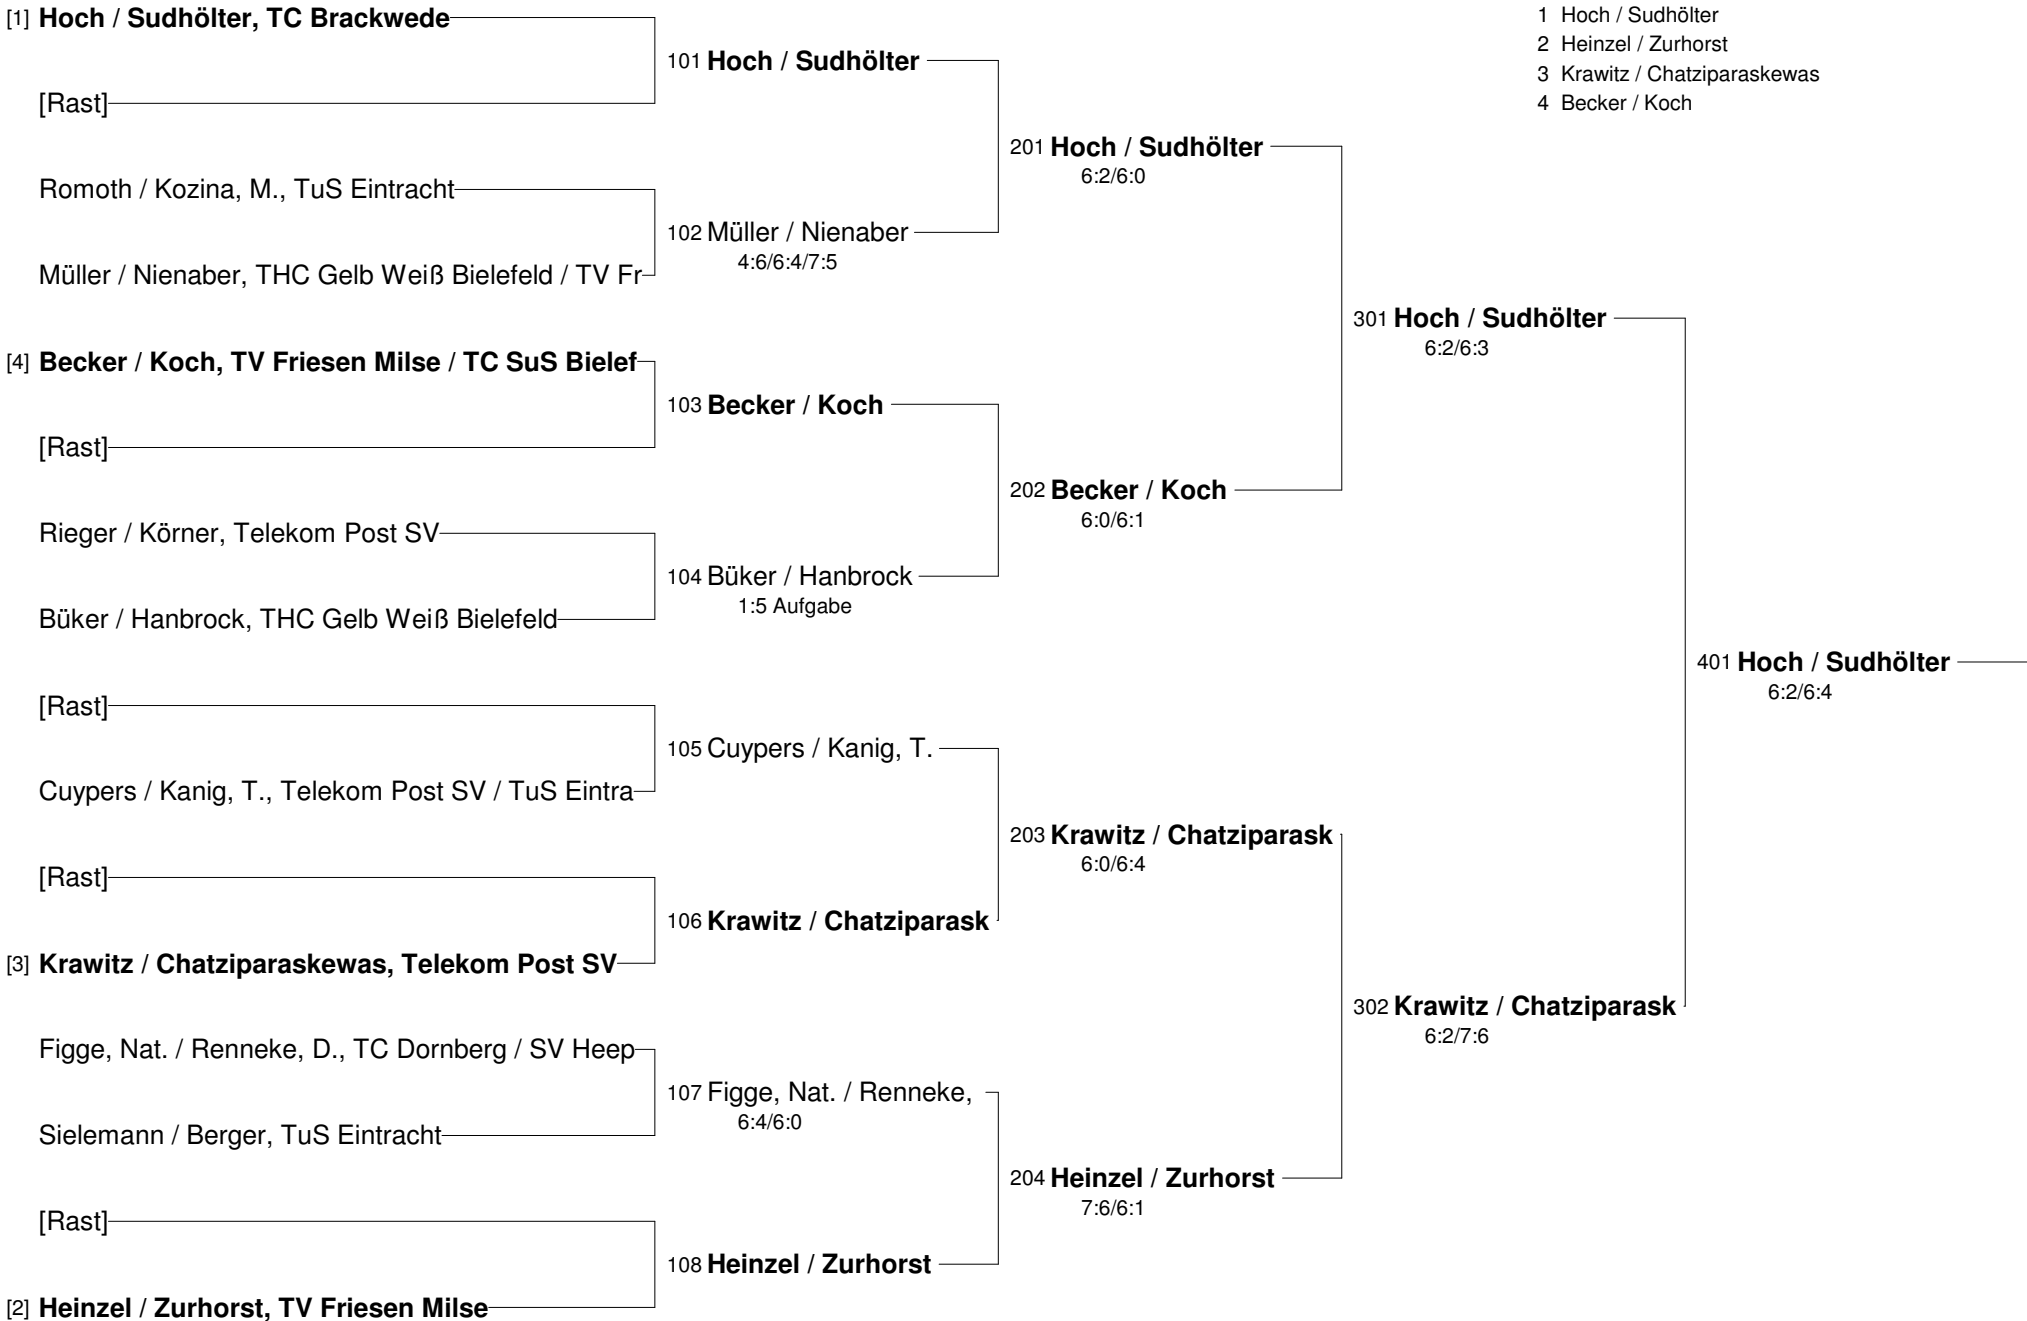 [1] Hoch / Sudhölter, TC Brackwede
[Rast]
Romoth / Kozina, M., TuS Eintracht
Müller / Nienaber, THC Gelb Weiß Bielefeld / TV Fr
[4] Becker / Koch, TV Friesen Milse / TC SuS Bielef
[Rast]
Rieger / Körner, Telekom Post SV
Büker / Hanbrock, THC Gelb Weiß Bielefeld
[Rast]
Cuypers / Kanig, T., Telekom Post SV / TuS Eintra
[Rast]
[3] Krawitz / Chatziparaskewas, Telekom Post SV
Figge, Nat. / Renneke, D., TC Dornberg / SV Heep
Sielemann / Berger, TuS Eintracht
[Rast]
[2] Heinzel / Zurhorst, TV Friesen Milse
101 Hoch / Sudhölter
102 Müller / Nienaber
4:6/6:4/7:5
103 Becker / Koch
104 Büker / Hanbrock
1:5 Aufgabe
105 Cuypers / Kanig, T.
106 Krawitz / Chatziparask
107 Figge, Nat. / Renneke,
6:4/6:0
108 Heinzel / Zurhorst
201 Hoch / Sudhölter
6:2/6:0
202 Becker / Koch
6:0/6:1
203 Krawitz / Chatziparask
6:0/6:4
204 Heinzel / Zurhorst
7:6/6:1
301 Hoch / Sudhölter
6:2/6:3
302 Krawitz / Chatziparask
6:2/7:6
401 Hoch / Sudhölter
6:2/6:4
1 Hoch / Sudhölter
2 Heinzel / Zurhorst
3 Krawitz / Chatziparaskewas
4 Becker / Koch